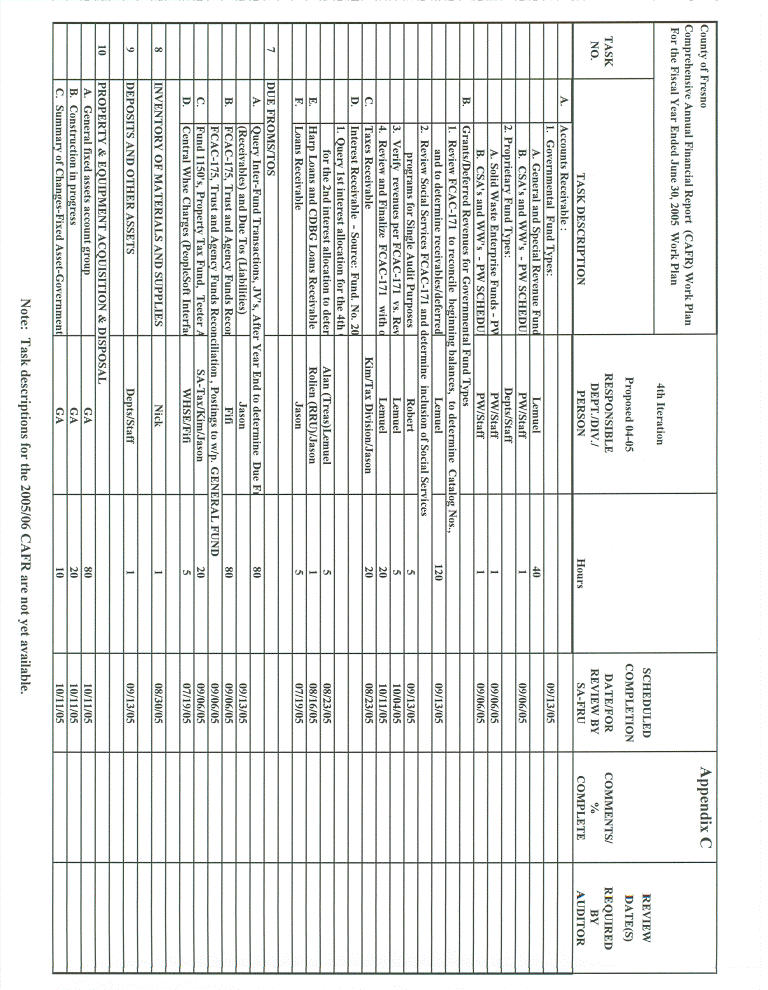 County of Fresno
Comprehensive Annual Financial Report (CAFR) Work Plan
For the Fiscal Year Ended June 30, 2005 Work Plan
4th Iteration
Appendix C
TASK NO. TASK DESCRIPTION Proposed 04-05 RESPONSIBLE DEPT./DIV./ PERSON Hours SCHEDULED COMPLETION DATE/FOR REVIEW BY SA-FRU COMMENTS/ % COMPLETE REVIEW DATE(S) REQUIRED BY AUDITOR
A. Accounts Receivable :
1. Governmental Fund Types: 09/13/05
A. General and Special Revenue Fund Lemuel 40
B. CSA's and WW's - PW SCHEDU PW/Staff 1 09/06/05
2. Proprietary Fund Types: Depts/Staff
A. Solid Waste Enterprise Funds - PW PW/Staff 1 09/06/05
B. CSA's and WW's - PW SCHEDU PW/Staff 1 09/06/05
B. Grants/Deferred Revenues for Governmental Fund Types
1. Review FCAC-171 to reconcile beginning balances, to determine Catalog Nos.,
and to determine receivables/deferred Lemuel 120 09/13/05
2. Review Social Services FCAC-171 and determine inclusion of Social Services
programs for Single Audit Purposes Robert 5 09/13/05
3. Verify revenues per FCAC-171 vs. Rev Lemuel 5 10/04/05
4. Review and Finalize FCAC-171 with Lemuel 20 10/11/05
C. Taxes Receivable Kim/Tax Division/Jason 20 08/23/05
D. Interest Receivable - Source: Fund. No. 20
1. Query 1st interest allocation for the 4th
for the 2nd interest allocation to deter Alan (Treas)Lemuel 5 08/23/05
E. Harp Loans and CDBG Loans Receivable Rolien (RRU)/Jason 1 08/16/05
F. Loans Receivable Jason 5 07/19/05
7 DUE FROMS/TOS
A. Query Inter-Fund Transactions, JV's, After Year End to determine Due 80
(Receivables) and Due Tos (Liabilities) Jason 09/13/05
B. FCAC-175, Trust and Agency Funds Recon Fifi 80 09/06/05
FCAC-175, Trust and Agency Funds Reconciliation , Postings to w/p. GENERAL FUND 09/06/05
C. Fund 1150's, Property Tax Fund, Teeter A SA-Tax/Kim/Jason 20 09/06/05
D. Central Whse Charges (PeopleSoft Interfa WHSE/Fifi 5 07/19/05
8 INVENTORY OF MATERIALS AND SUPPLIES Nick 1 08/30/05
9 DEPOSITS AND OTHER ASSETS Depts/Staff 1 09/13/05
10 PROPERTY & EQUIPMENT ACQUISITION & DISPOSAL
A. General fixed assets account group GA 80 10/11/05
B. Construction in progress GA 20 10/11/05
C. Summary of Changes-Fixed Asset-Government GA 10 10/11/05
Note: Task descriptions for the 2005/06 CAFR are not yet available.